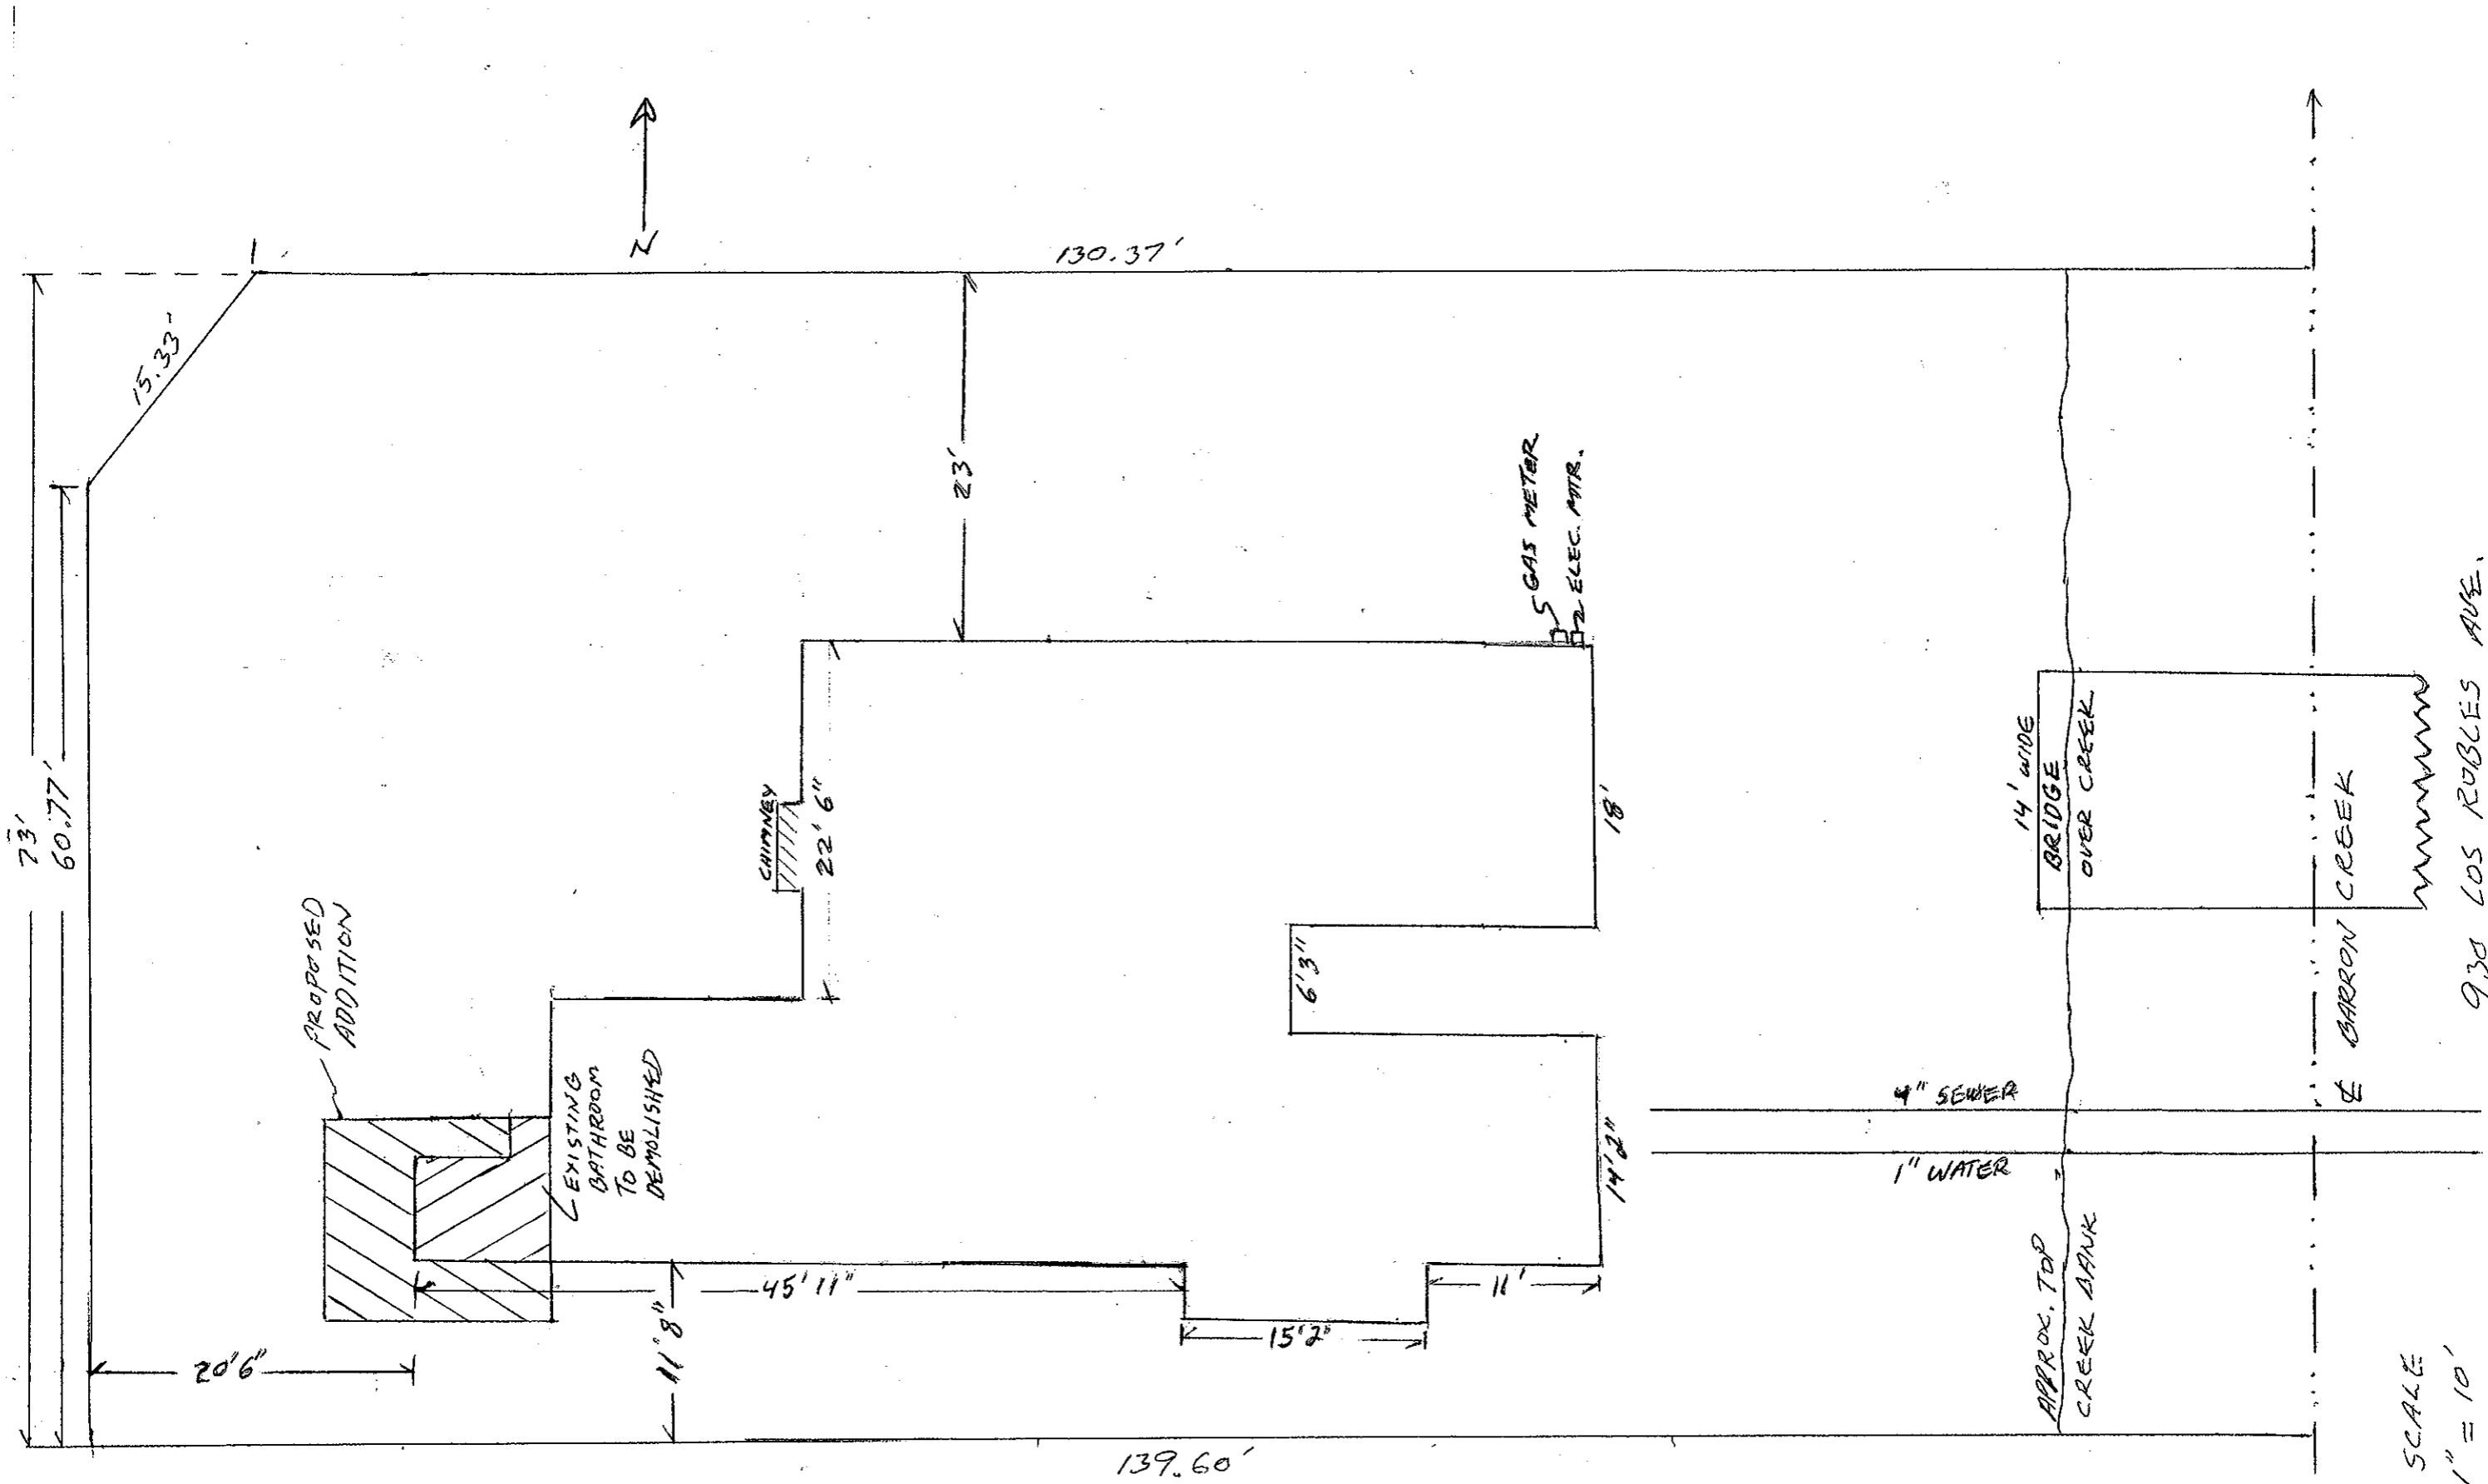 73'
60.77'
15.33'
N
130.37'
23'
PROPOSED
ADDITION
CHIMNEY
22' 6"
GAS METER
ELEC. MTR.
EXISTING
BATHROOM
TO BE
DEMOLISHED
6'3"
18'
14'2"
45'11"
11'8"
20'6"
15'2"
11'
139.60'
14' WIDE
BRIDGE
OVER CREEK
4" SEWER
1" WATER
APPROX. TOP
CREEK BANK
℄ BARRON CREEK
930 LOS ROBLES AVE.
SCALE
1" = 10'